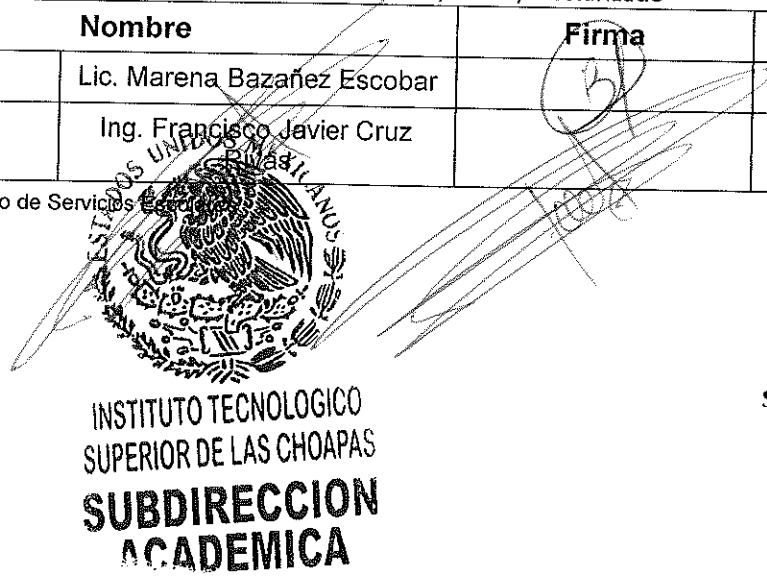 Nombre Firma
Lic. Marena Bazañez Escobar
Ing. Francisco Javier Cruz
Rivas
o de Servicios Escolares
ESTADOS UNIDOS MEXICANOS
INSTITUTO TECNOLOGICO
SUPERIOR DE LAS CHOAPAS
SUBDIRECCION
ACADEMICA